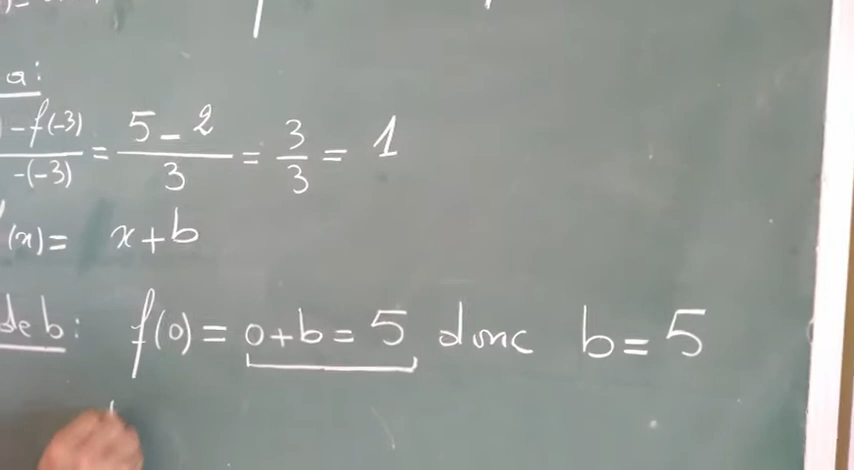 a:
- f(-3) / -(-3) = 5 - 2 / 3 = 3 / 3 = 1
(x) = x + b
de b: f(0) = 0 + b = 5 donc b = 5